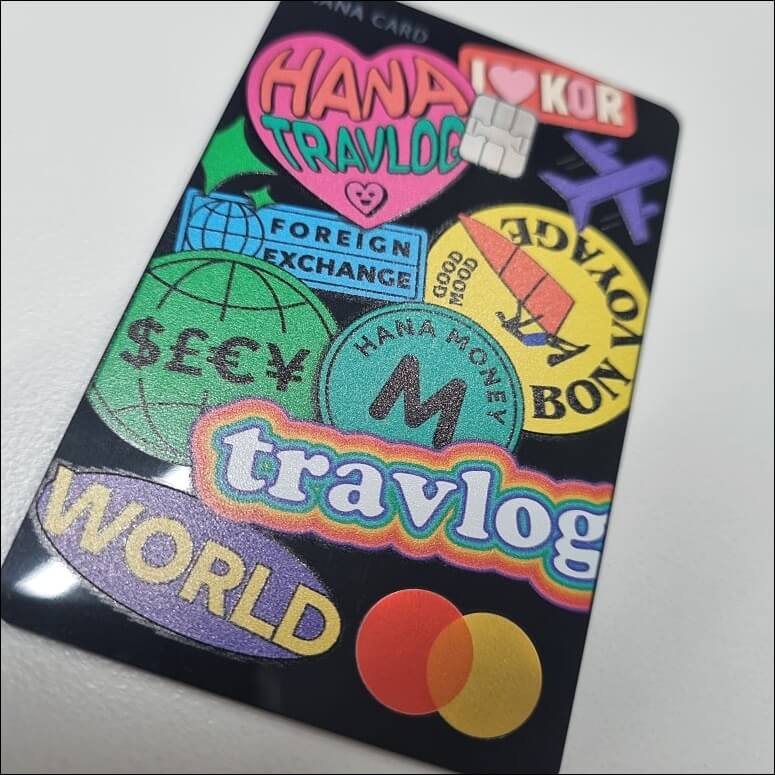 HANA CARD
HANA
TRAVLOG
I KOR
FOREIGN
EXCHANGE
GOOD
MOOD
BON VOYAGE
$£€¥
HANA MONEY
M
travlog
WORLD